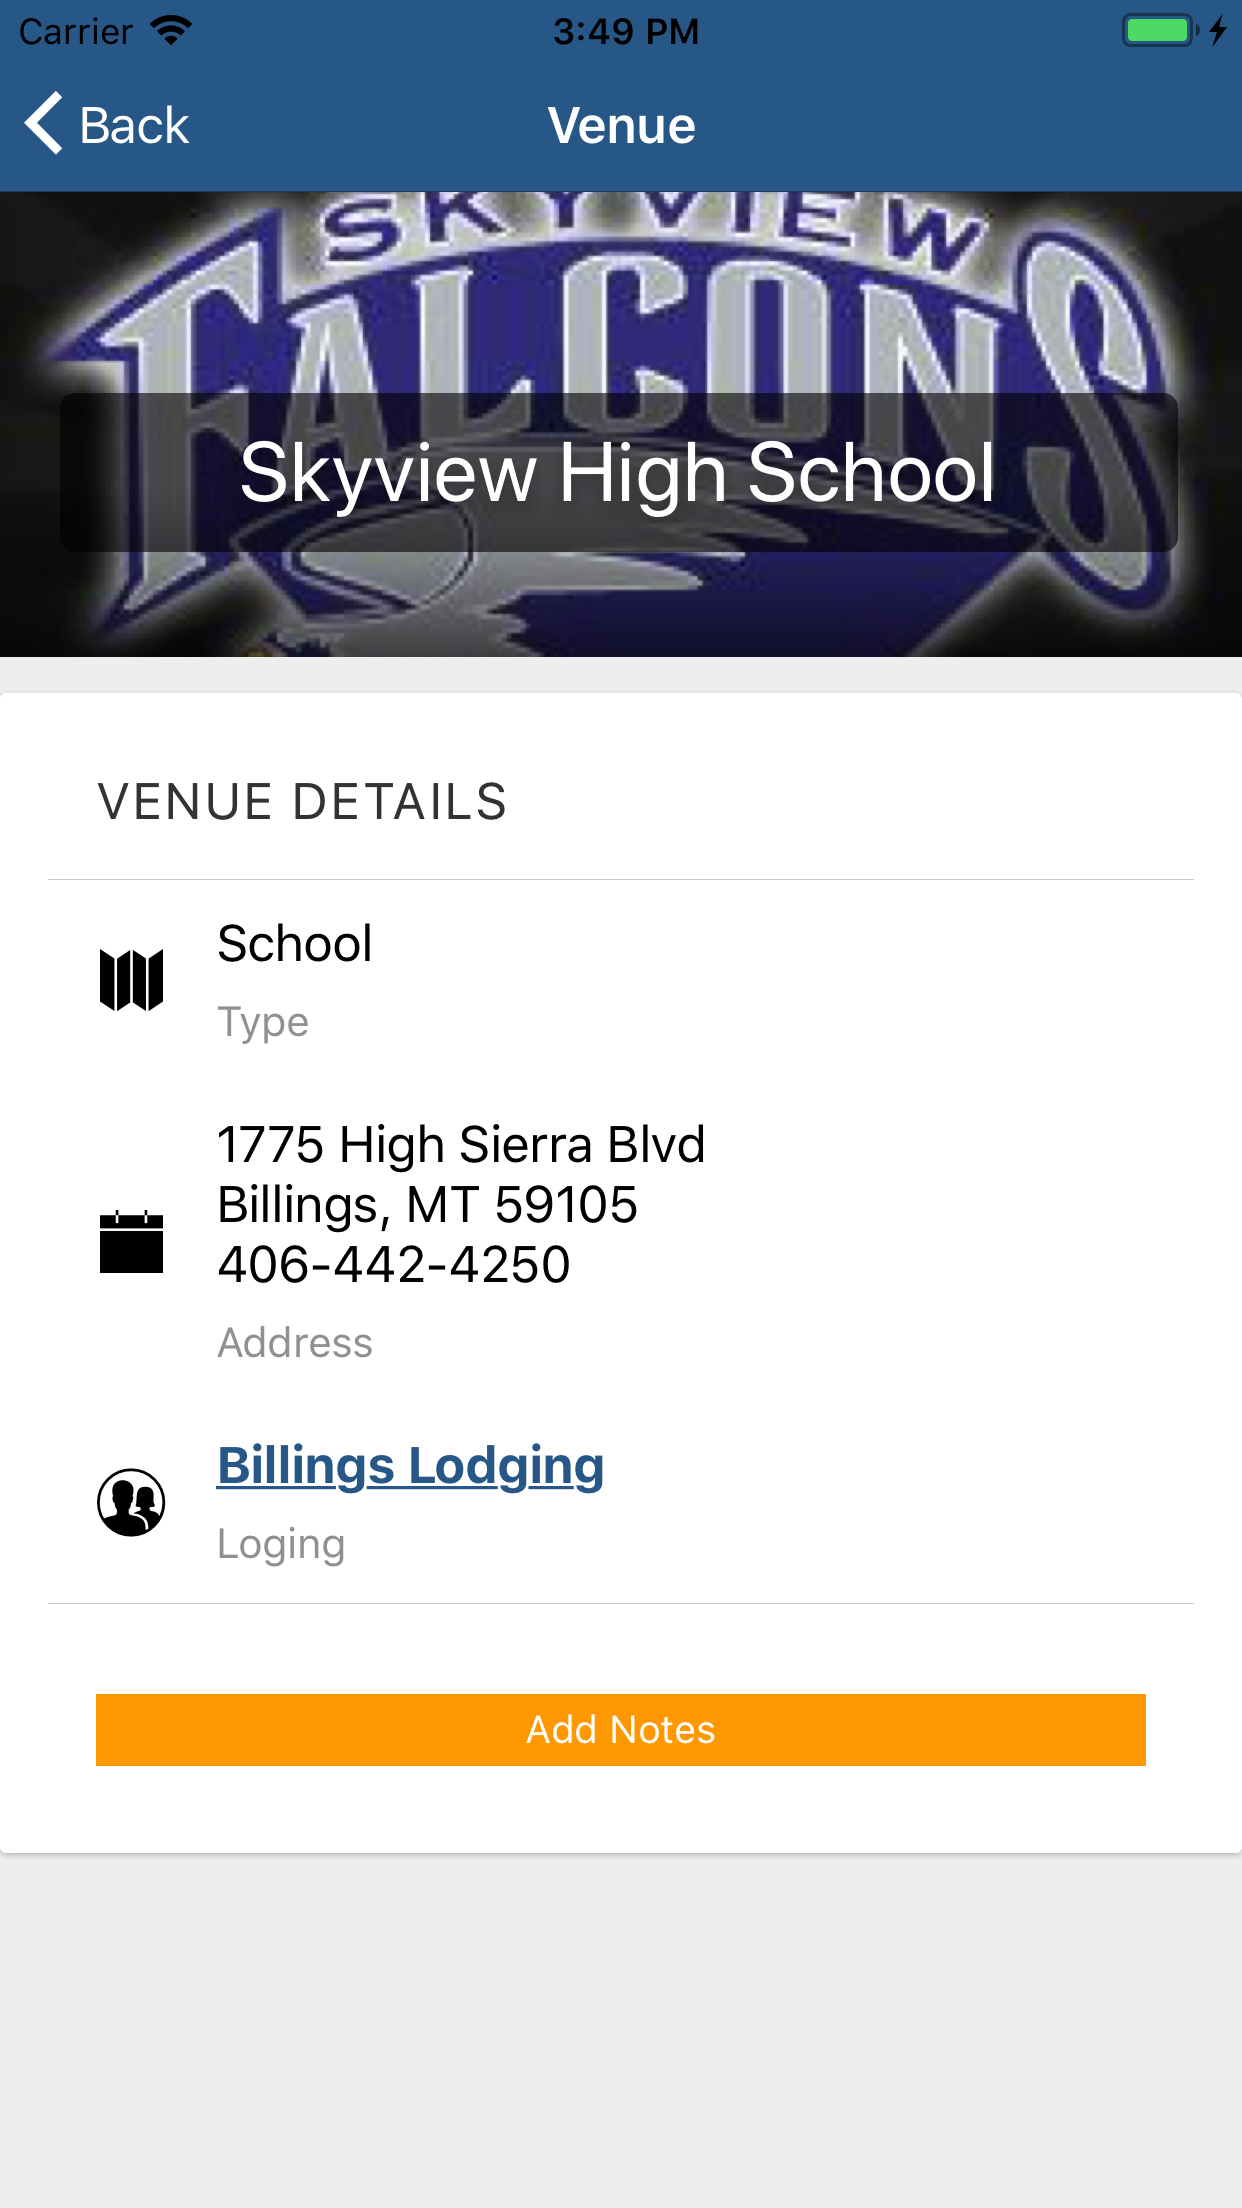 Carrier
3:49 PM
Back
Venue
SKYVIEW
FALCONS
Skyview High School
VENUE DETAILS
School
Type
1775 High Sierra Blvd
Billings, MT 59105
406-442-4250
Address
Billings Lodging
Loging
Add Notes